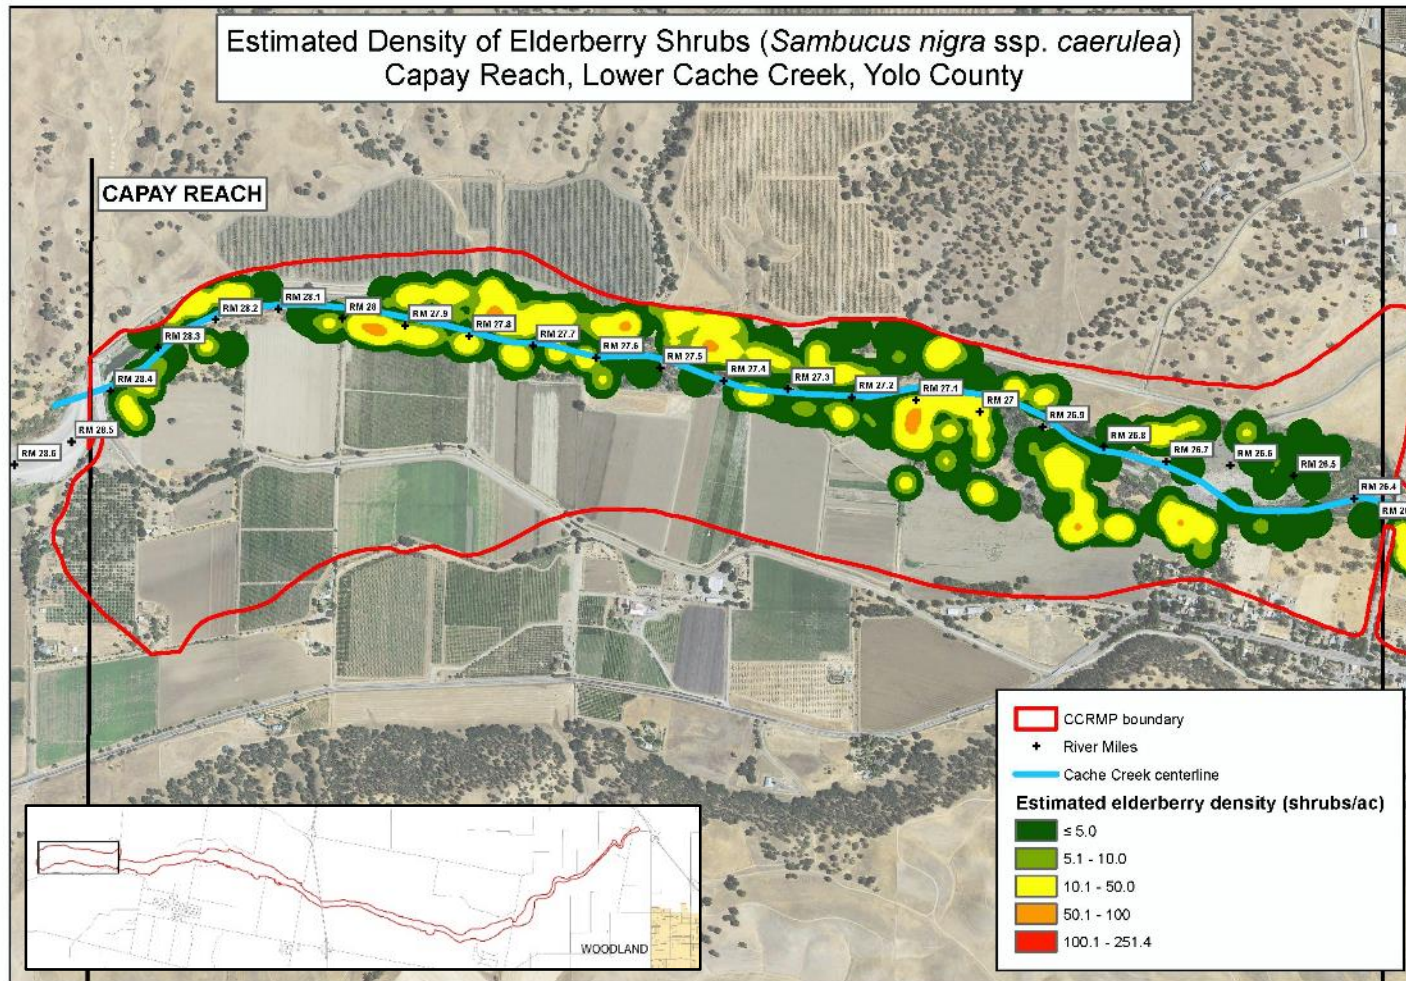 Estimated Density of Elderberry Shrubs (Sambucus nigra ssp. caerulea)
Capay Reach, Lower Cache Creek, Yolo County
CAPAY REACH
RM 28.6
RM 28.5
RM 28.4
RM 28.3
RM 28.2
RM 28.1
RM 28
RM 27.9
RM 27.8
RM 27.7
RM 27.6
RM 27.5
RM 27.4
RM 27.3
RM 27.2
RM 27.1
RM 27
RM 26.9
RM 26.8
RM 26.7
RM 26.6
RM 26.5
RM 26.4
CCRMP boundary
River Miles
Cache Creek centerline
Estimated elderberry density (shrubs/ac)
≤ 5.0
5.1 - 10.0
10.1 - 50.0
50.1 - 100
100.1 - 251.4
WOODLAND